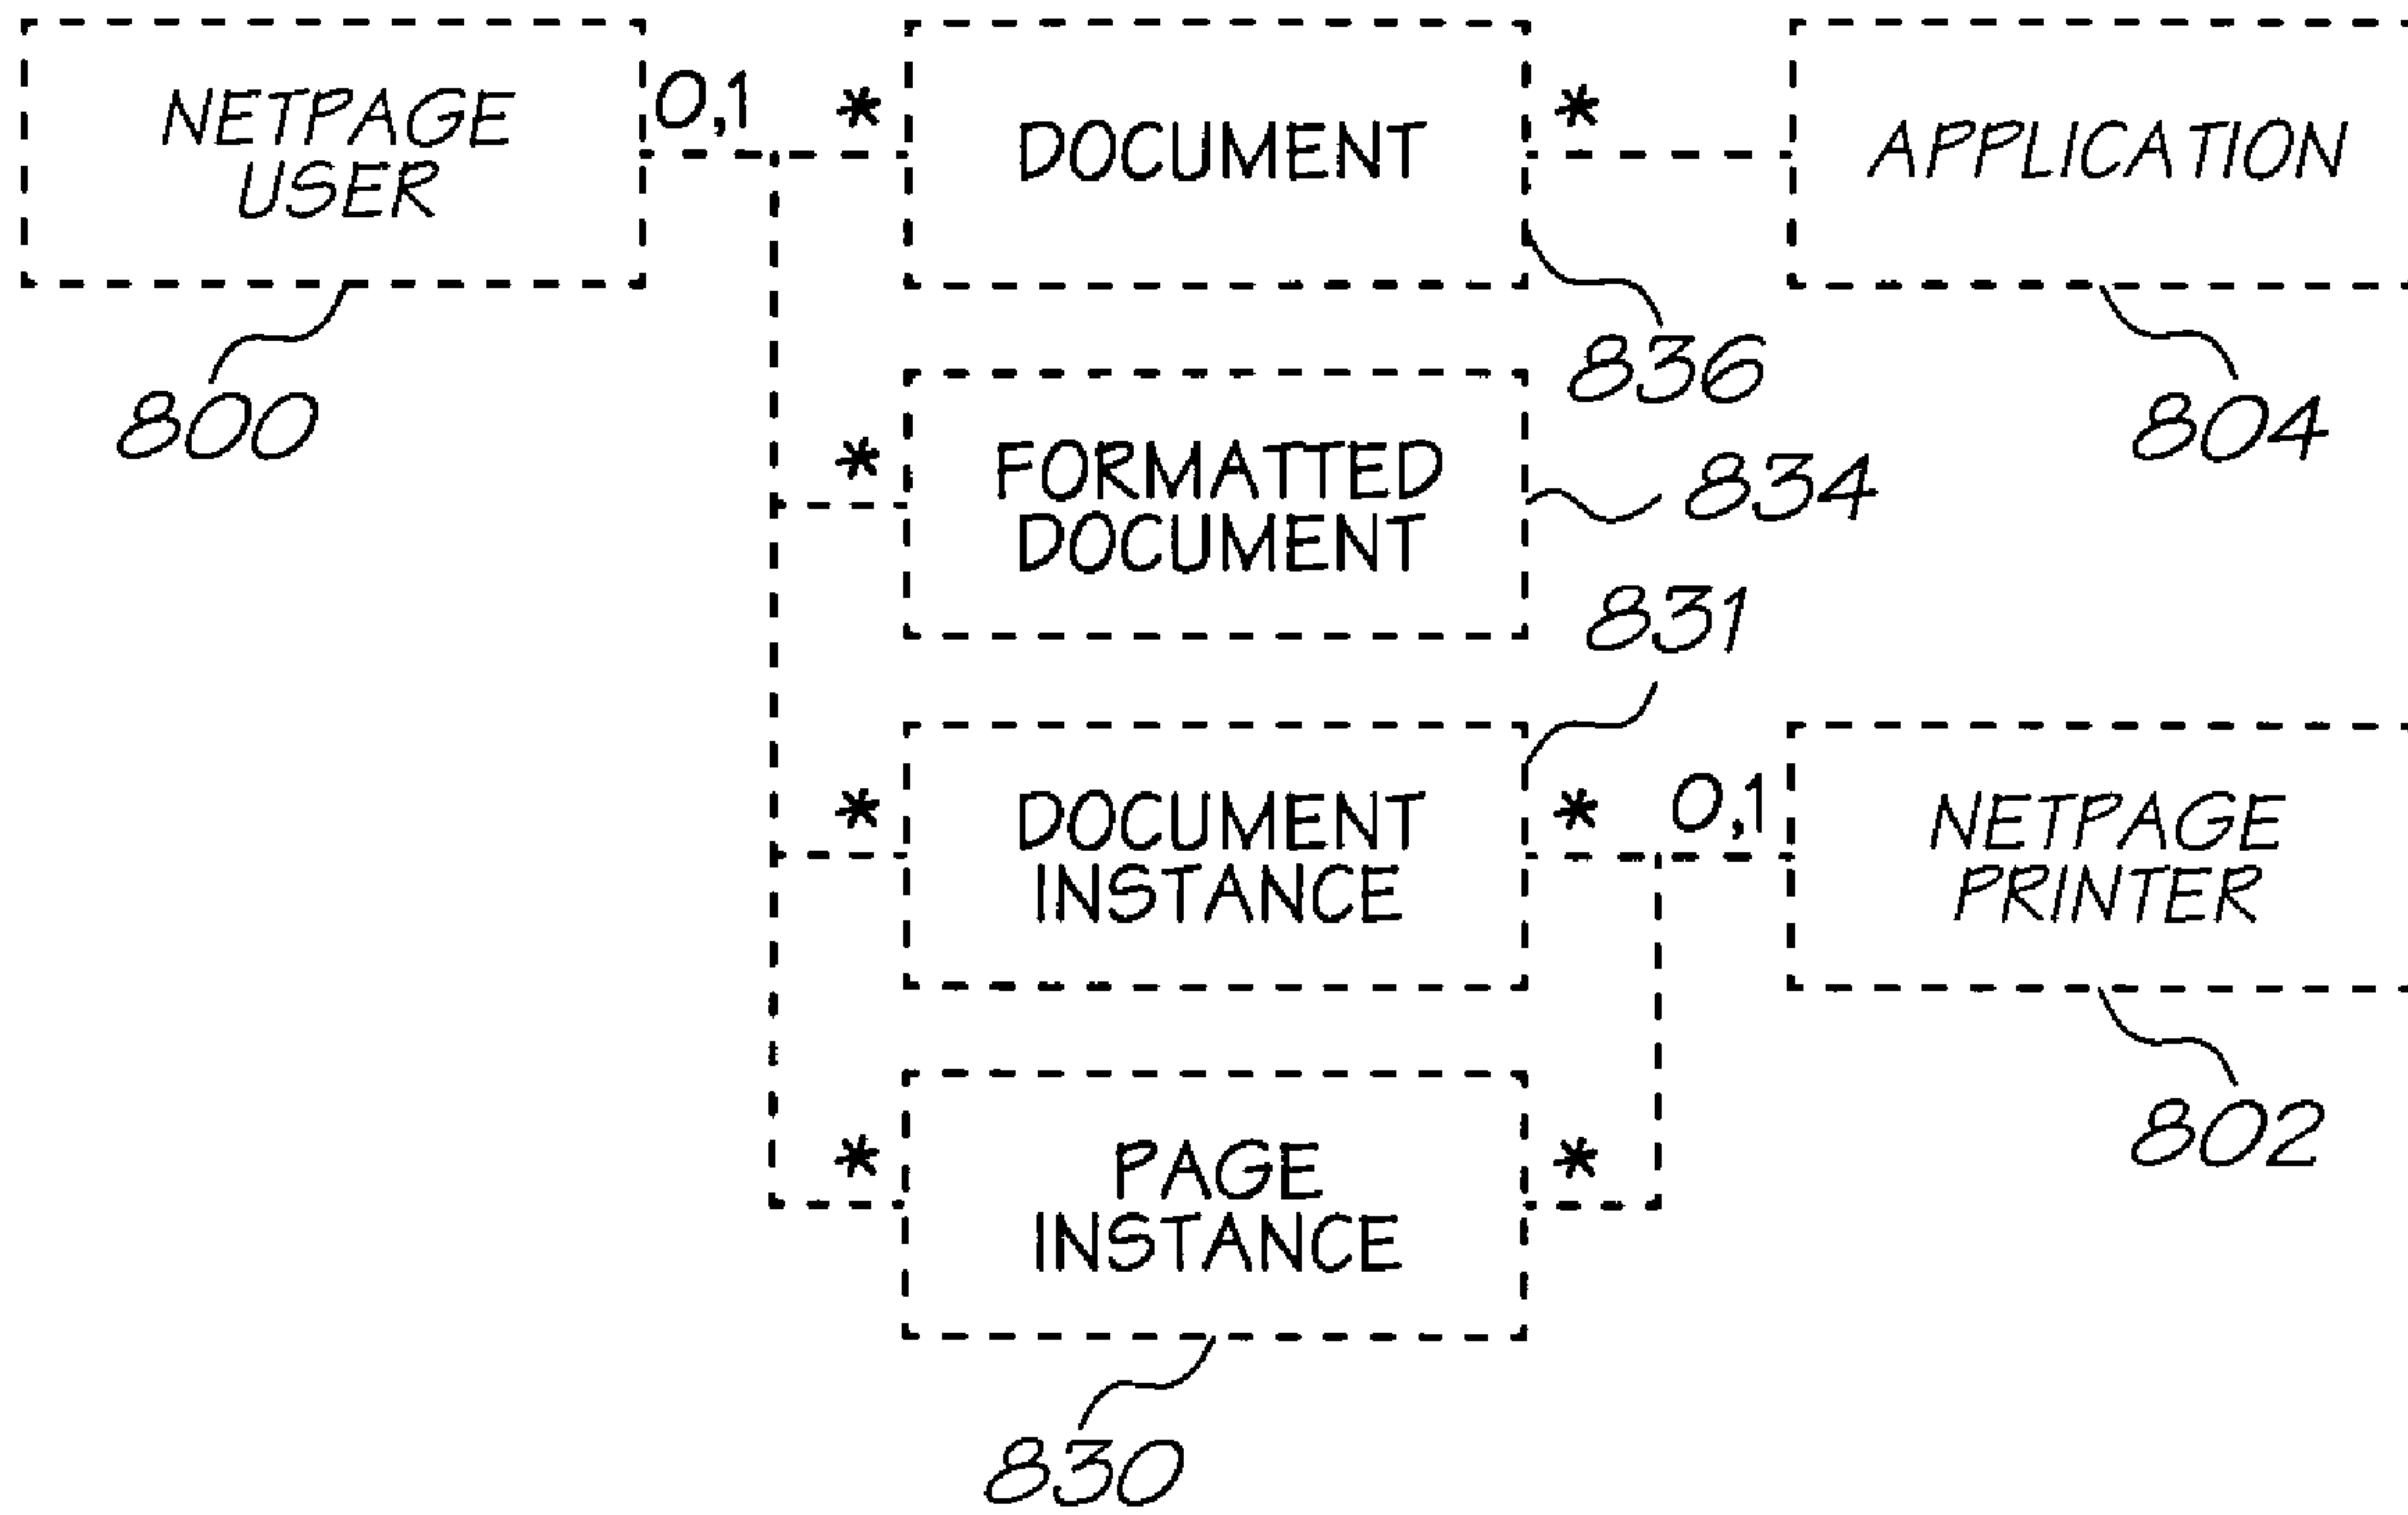 NETPAGE
USER
0,1
*
DOCUMENT
*
APPLICATION
800
836
804
*
FORMATTED
DOCUMENT
834
831
*
DOCUMENT
INSTANCE
*
0,1
NETPAGE
PRINTER
802
*
PAGE
INSTANCE
*
830